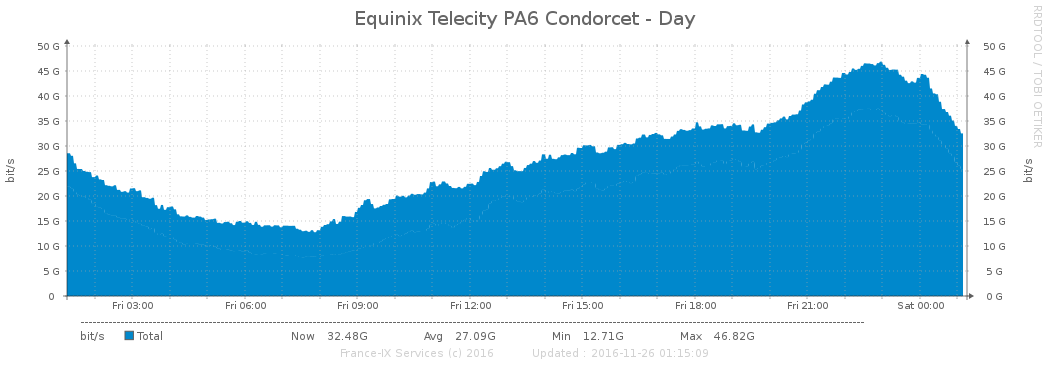 Equinix Telecity PA6 Condorcet - Day
RRDTOOL / TOBI OETIKER
bit/s
50 G
45 G
40 G
35 G
30 G
25 G
20 G
15 G
10 G
5 G
0
50 G
45 G
40 G
35 G
30 G
25 G
20 G
15 G
10 G
5 G
0 G
bit/s
Fri 03:00 Fri 06:00 Fri 09:00 Fri 12:00 Fri 15:00 Fri 18:00 Fri 21:00 Sat 00:00
bit/s Total Now 32.48G Avg 27.09G Min 12.71G Max 46.82G
France-IX Services (c) 2016 Updated : 2016-11-26 01:15:09